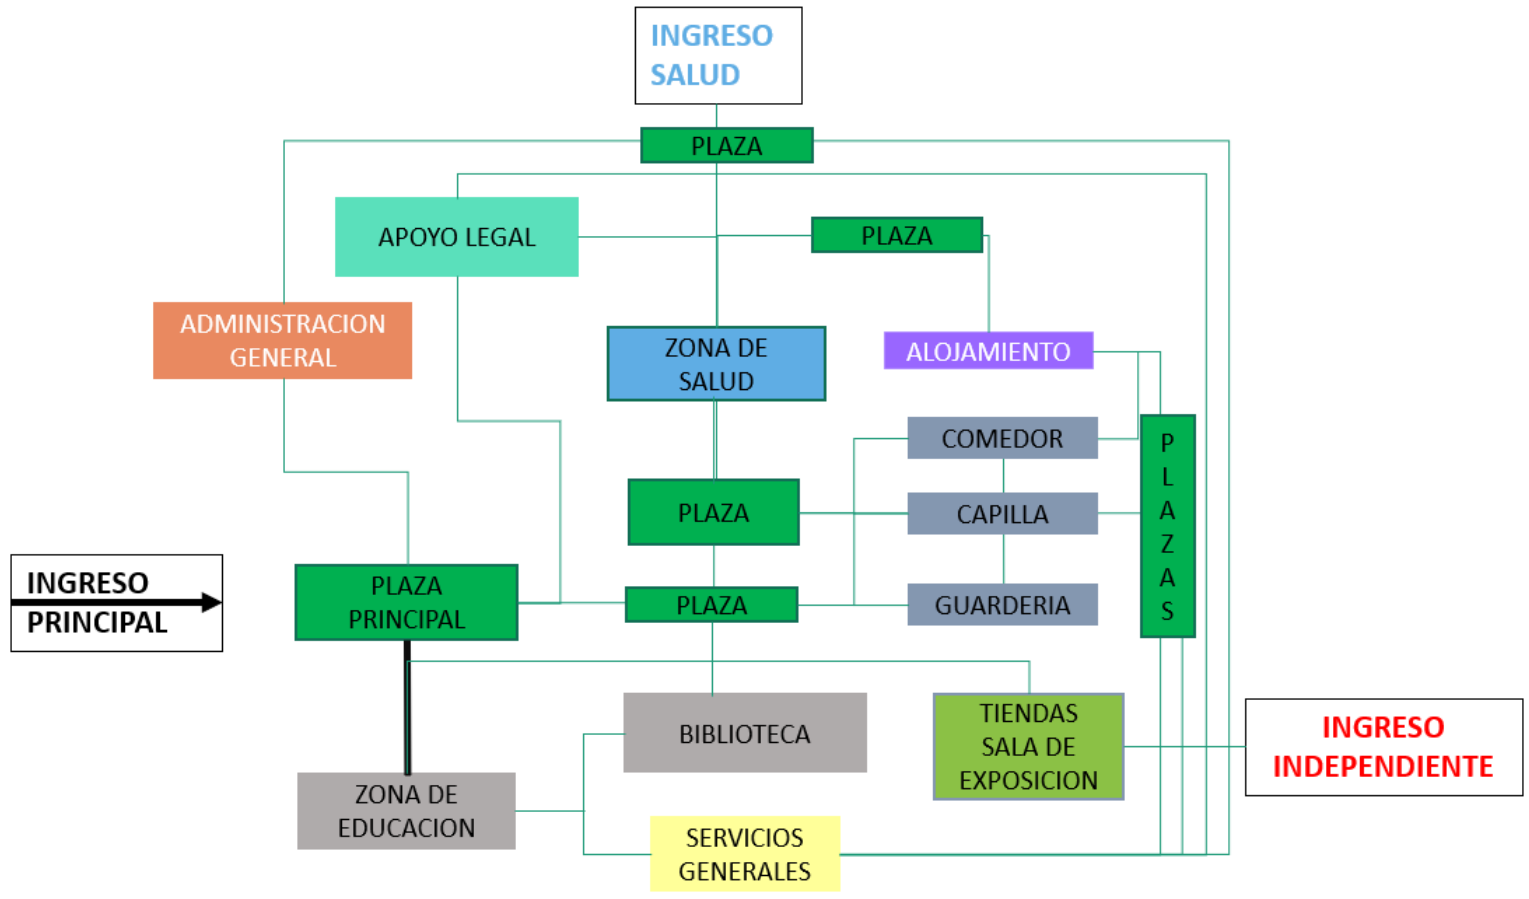 INGRESO
SALUD
PLAZA
APOYO LEGAL
PLAZA
ADMINISTRACION
GENERAL
ZONA DE
SALUD
ALOJAMIENTO
COMEDOR
PLAZA
CAPILLA
P
L
A
Z
A
S
INGRESO
PRINCIPAL
PLAZA
PRINCIPAL
PLAZA
GUARDERIA
BIBLIOTECA
TIENDAS
SALA DE
EXPOSICION
INGRESO
INDEPENDIENTE
ZONA DE
EDUCACION
SERVICIOS
GENERALES